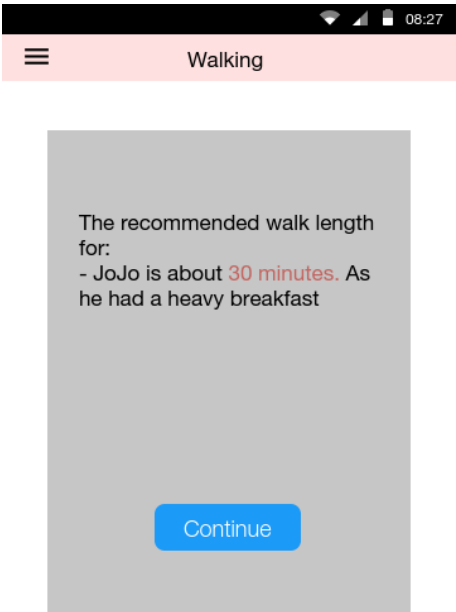 08:27
Walking
The recommended walk length
for:
- JoJo is about 30 minutes. As
he had a heavy breakfast
Continue